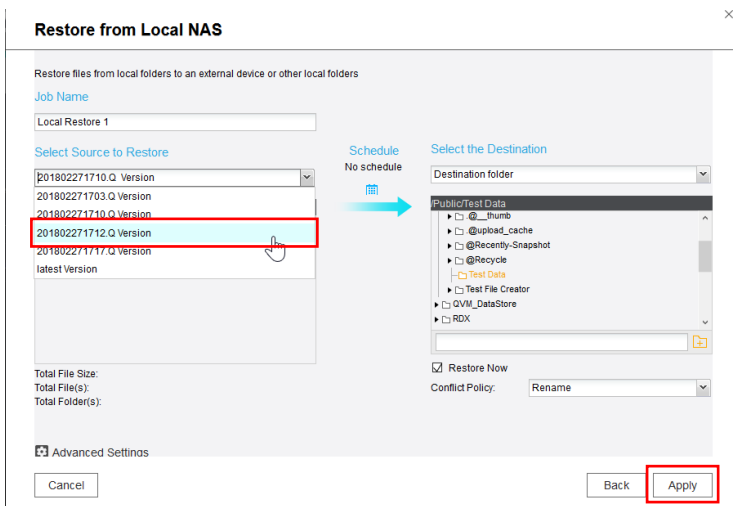 Restore from Local NAS
Restore files from local folders to an external device or other local folders
Job Name
Local Restore 1
Select Source to Restore
201802271710.Q Version
201802271703.Q Version
201802271710.Q Version
201802271712.Q Version
201802271717.Q Version
latest Version
Total File Size:
Total File(s):
Total Folder(s):
Schedule
No schedule
Select the Destination
Destination folder
/Public/Test Data
.@__thumb
.@upload_cache
@Recently-Snapshot
@Recycle
Test Data
Test File Creator
QVM_DataStore
RDX
Restore Now
Conflict Policy:
Rename
Advanced Settings
Cancel
Back
Apply